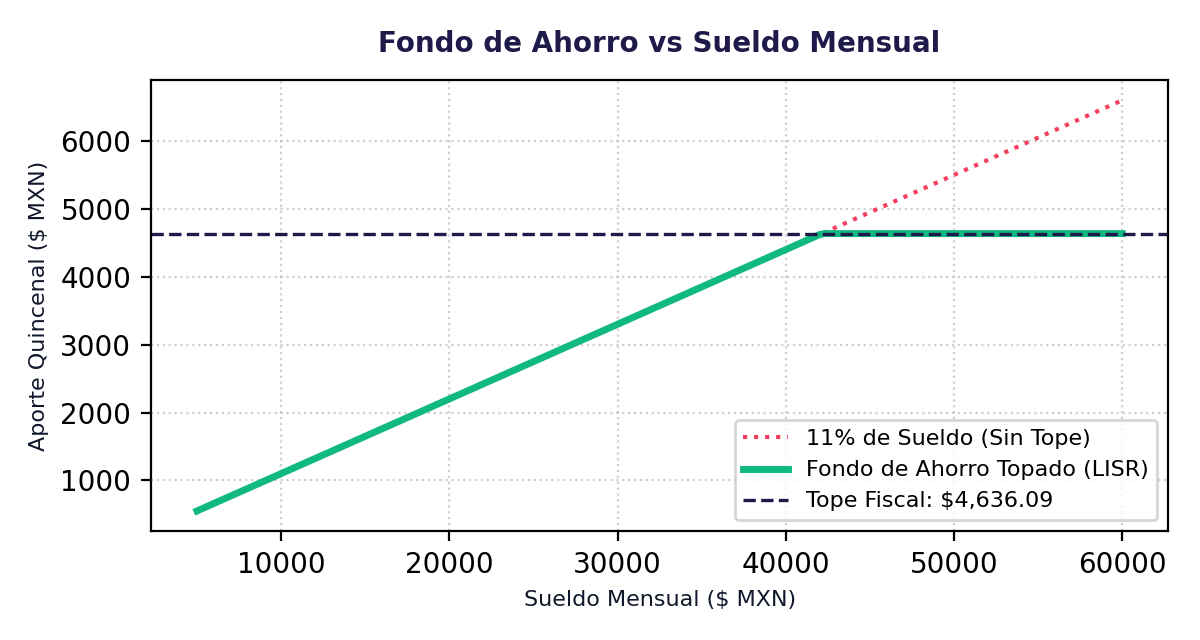 Fondo de Ahorro vs Sueldo Mensual
Aporte Quincenal ($ MXN)
6000
5000
4000
3000
2000
1000
11% de Sueldo (Sin Tope)
Fondo de Ahorro Topado (LISR)
Tope Fiscal: $4,636.09
10000 20000 30000 40000 50000 60000
Sueldo Mensual ($ MXN)